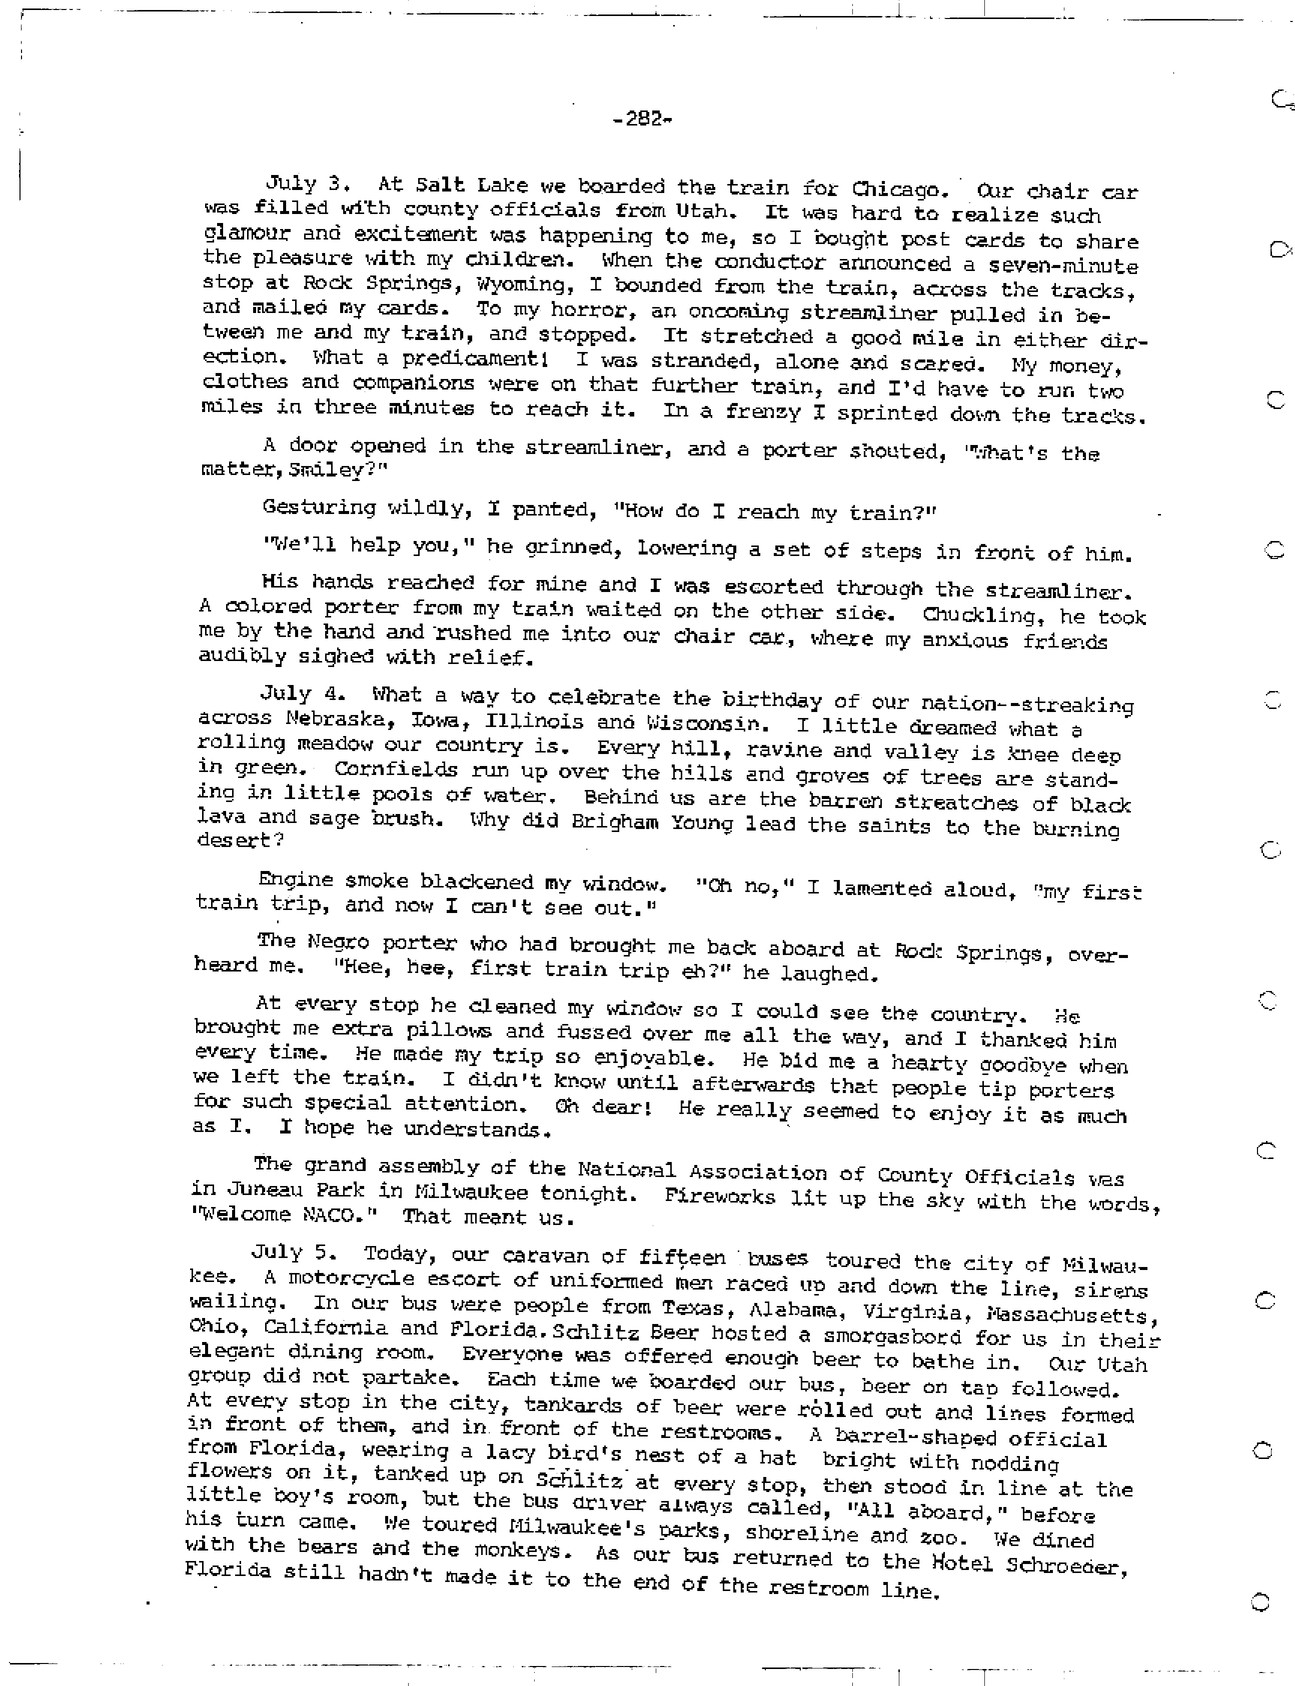 -282-
July 3. At Salt Lake we boarded the train for Chicago. Our chair car
was filled with county officials from Utah. It was hard to realize such
glamour and excitement was happening to me, so I bought post cards to share
the pleasure with my children. When the conductor announced a seven-minute
stop at Rock Springs, Wyoming, I bounded from the train, across the tracks,
and mailed my cards. To my horror, an oncoming streamliner pulled in be-
tween me and my train, and stopped. It stretched a good mile in either dir-
ection. What a predicament! I was stranded, alone and scared. My money,
clothes and companions were on that further train, and I'd have to run two
miles in three minutes to reach it. In a frenzy I sprinted down the tracks.
A door opened in the streamliner, and a porter shouted, "What's the
matter, Smiley?"
Gesturing wildly, I panted, "How do I reach my train?"
"We'll help you," he grinned, lowering a set of steps in front of him.
His hands reached for mine and I was escorted through the streamliner.
A colored porter from my train waited on the other side. Chuckling, he took
me by the hand and rushed me into our chair car, where my anxious friends
audibly sighed with relief.
July 4. What a way to celebrate the birthday of our nation--streaking
across Nebraska, Iowa, Illinois and Wisconsin. I little dreamed what a
rolling meadow our country is. Every hill, ravine and valley is knee deep
in green. Cornfields run up over the hills and groves of trees are stand-
ing in little pools of water. Behind us are the barren streatches of black
lava and sage brush. Why did Brigham Young lead the saints to the burning
desert?
Engine smoke blackened my window. "Oh no," I lamented aloud, "my first
train trip, and now I can't see out."
The Negro porter who had brought me back aboard at Rock Springs, over-
heard me. "Hee, hee, first train trip eh?" he laughed.
At every stop he cleaned my window so I could see the country. He
brought me extra pillows and fussed over me all the way, and I thanked him
every time. He made my trip so enjoyable. He bid me a hearty goodbye when
we left the train. I didn't know until afterwards that people tip porters
for such special attention. Oh dear! He really seemed to enjoy it as much
as I. I hope he understands.
The grand assembly of the National Association of County Officials was
in Juneau Park in Milwaukee tonight. Fireworks lit up the sky with the words,
"Welcome NACO." That meant us.
July 5. Today, our caravan of fifteen buses toured the city of Milwau-
kee. A motorcycle escort of uniformed men raced up and down the line, sirens
wailing. In our bus were people from Texas, Alabama, Virginia, Massachusetts,
Ohio, California and Florida. Schlitz Beer hosted a smorgasbord for us in their
elegant dining room. Everyone was offered enough beer to bathe in. Our Utah
group did not partake. Each time we boarded our bus, beer on tap followed.
At every stop in the city, tankards of beer were rolled out and lines formed
in front of them, and in front of the restrooms. A barrel-shaped official
from Florida, wearing a lacy bird's nest of a hat bright with nodding
flowers on it, tanked up on Schlitz at every stop, then stood in line at the
little boy's room, but the bus driver always called, "All aboard," before
his turn came. We toured Milwaukee's parks, shoreline and zoo. We dined
with the bears and the monkeys. As our bus returned to the Hotel Schroeder,
Florida still hadn't made it to the end of the restroom line.